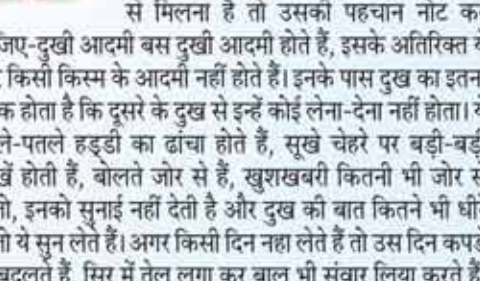 से मिलना है तो उसकी पहचान नोट क
जिए-दुखी आदमी बस दुखी आदमी होते हैं, इसके अतिरिक्त
किसी किस्म के आदमी नहीं होते हैं। इनके पास दुख का इतन
क होता है कि दूसरे के दुख से इन्हें कोई लेना-देना नहीं होता।
ले-पतले हड्डी का ढांचा होते हैं, सूखे चेहरे पर बड़ी-बड़
खें होती हैं, बोलते जोर से हैं, खुशखबरी कितनी भी जोर स
तो, इनको सुनाई नहीं देती है और दुख की बात कितने भी धी
तो ये सुन लेते हैं। अगर किसी दिन नहा लेते हैं तो उस दिन कपड़
बदलते हैं, सिर में तेल लगा कर बाल भी संवार लिया करते हैं